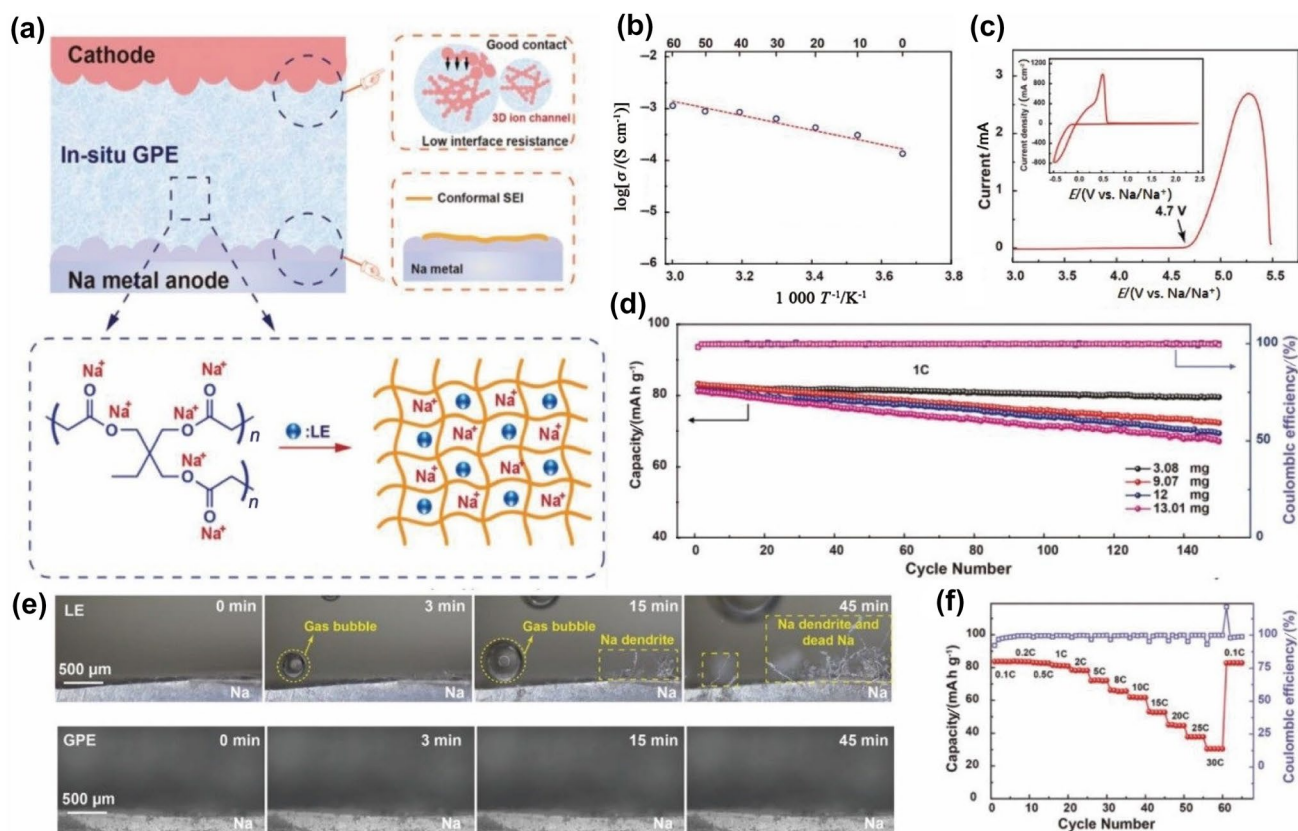 (a)
Cathode
In-situ GPE
Na metal anode
Good contact
3D ion channel
Low interface resistance
Conformal SEI
Na metal
Na+
O
Na+
Na+
O
Na+
O
O
n
n
Na+
O
O
n
Na+
:LE
Na+ Na+
Na+ Na+
Na+ Na+
Na+ Na+
(b)
60 50 40 30 20 10 0
−1
−2
−3
−4
−5
−6
log[σ/(S cm−1)]
3.0 3.2 3.4 3.6 3.8
1 000 T−1/K−1
(c)
3
2
1
0
Current /mA
1200
800
400
0
-400
-800
Current density / (mA cm−2)
-0.5 0.0 0.5 1.0 1.5 2.0 2.5
E/(V vs. Na/Na+)
4.7 V
3.0 3.5 4.0 4.5 5.0 5.5
E/(V vs. Na/Na+)
(d)
100
80
60
40
Capacity/(mAh g−1)
1C
3.08 mg
9.07 mg
12 mg
13.01 mg
100
50
0
Coulombic efficiency/(%)
0 20 40 60 80 100 120 140
Cycle Number
(e)
LE 0 min
500 μm
Na
3 min
Gas bubble
Na
15 min
Gas bubble
Na dendrite
Na
45 min
Na dendrite and
dead Na
Na
GPE 0 min
500 μm
Na
3 min
Na
15 min
Na
45 min
Na
(f)
100
80
60
40
20
0
Capacity/(mAh g−1)
0.1C
0.2C
0.5C
1C
2C
5C
8C
10C
15C
20C
25C
30C
0.1C
100
75
50
25
0
Coulombic efficiency/(%)
0 10 20 30 40 50 60
Cycle Number